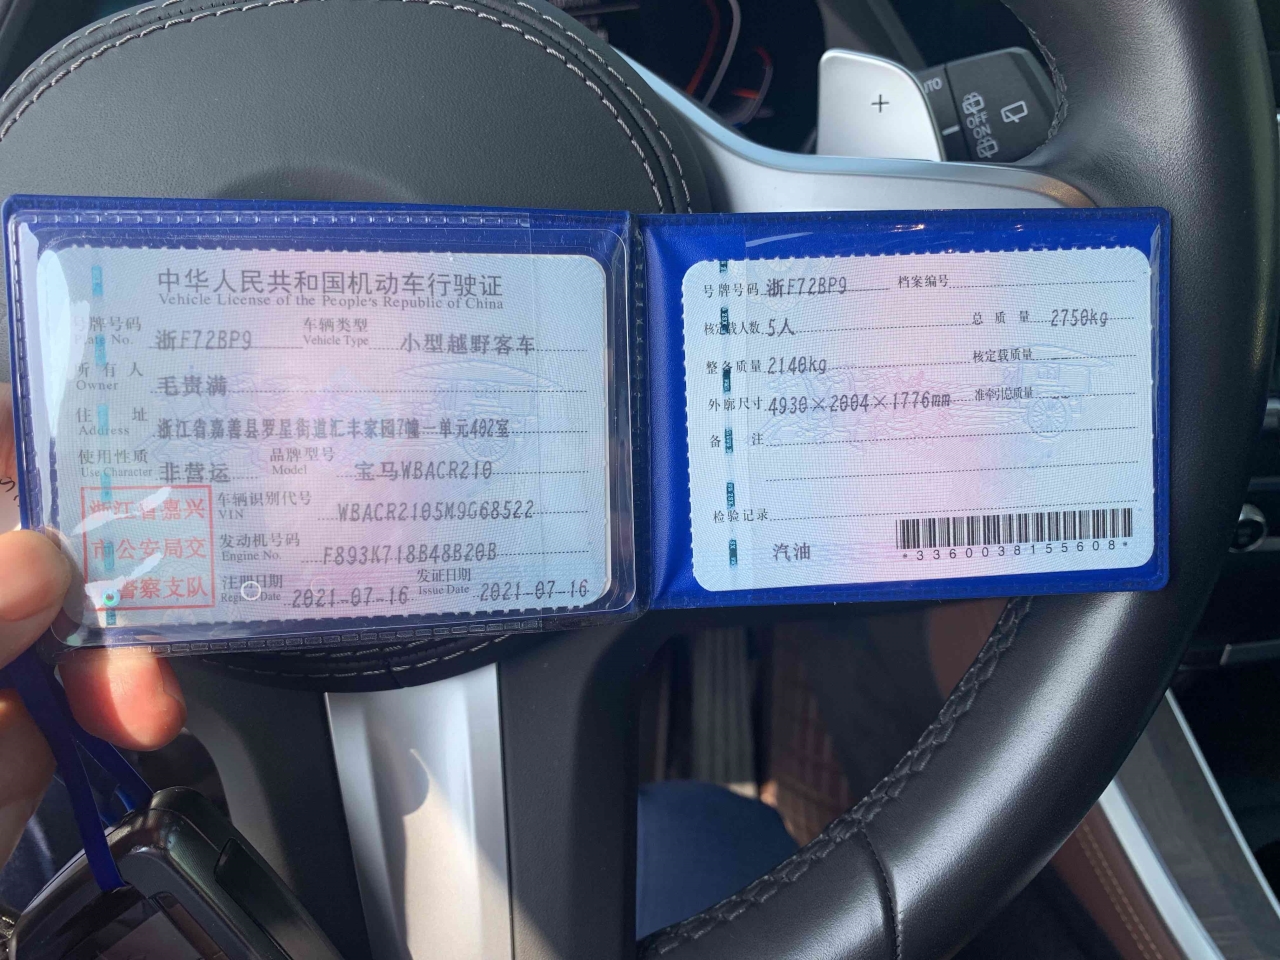 AUTO
OFF
ON
+
中华人民共和国机动车行驶证
Vehicle License of the People's Republic of China
号牌号码 浙F72BP9 车辆类型 小型越野客车
Plate No. Vehicle Type
所有人 毛贵满
Owner
住址 浙江省嘉善县罗星街道汇丰家园7幢一单元402室
Address
使用性质 非营运 品牌型号 宝马WBACR210
Use Character Model
浙江省嘉兴
市公安局交
警察支队
车辆识别代号 WBACR2105M9G68522
VIN
发动机号码 F893K718B48B20B
Engine No.
注册日期 2021-07-16 发证日期 2021-07-16
Register Date Issue Date
号牌号码 浙F72BP9 档案编号
核定载人数 5人 总质量 2750kg
整备质量 2140kg 核定载质量 --
外廓尺寸 4930×2004×1776mm 准牵引总质量 --
备注
检验记录
汽油
*3360038155608*